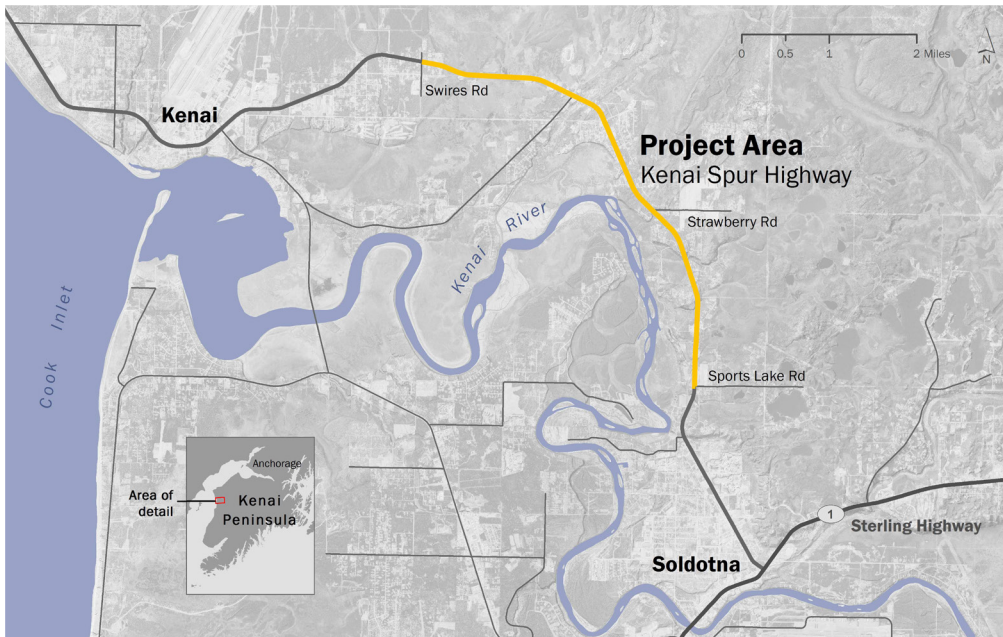 0 0.5 1 2 Miles
N
Swires Rd
Kenai
Project Area
Kenai Spur Highway
Strawberry Rd
Kenai River
Cook Inlet
Sports Lake Rd
Anchorage
Area of
detail
Kenai
Peninsula
1
Sterling Highway
Soldotna